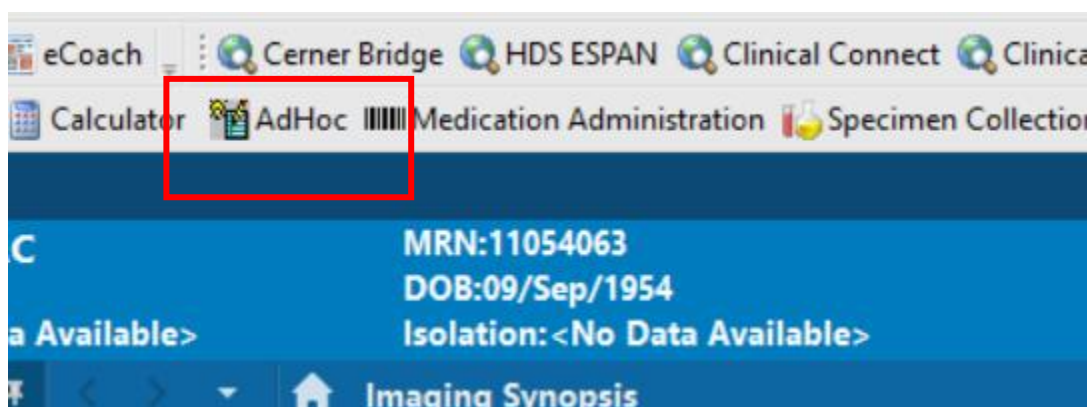 eCoach Cerner Bridge HDS ESPAN Clinical Connect Clinica
Calculator AdHoc Medication Administration Specimen Collection
C MRN:11054063
DOB:09/Sep/1954
a Available> Isolation:<No Data Available>
Imaging Synopsis